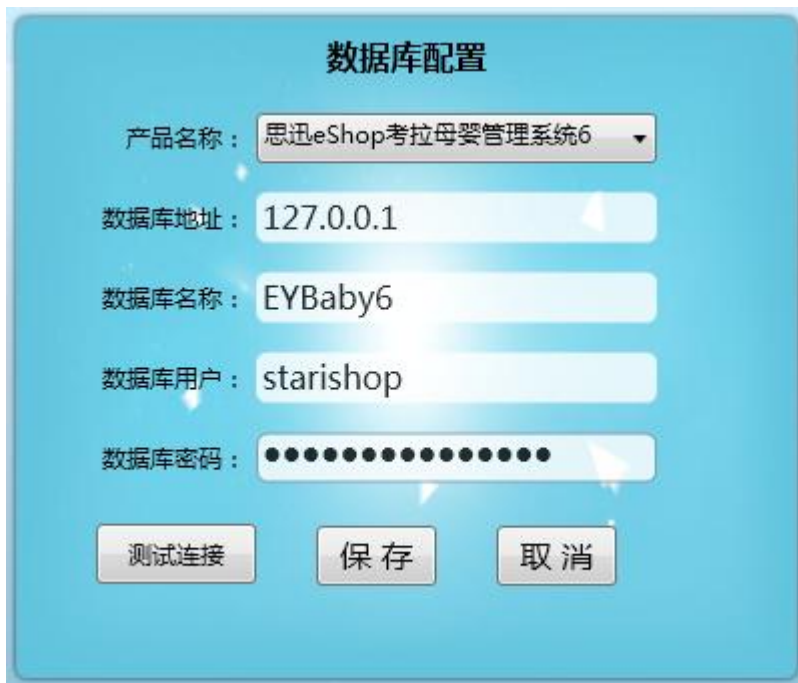 数据库配置
产品名称： 思迅eShop考拉母婴管理系统6
数据库地址： 127.0.0.1
数据库名称： EYBaby6
数据库用户： starishop
数据库密码： ●●●●●●●●●●●●●●●
测试连接 保存 取消